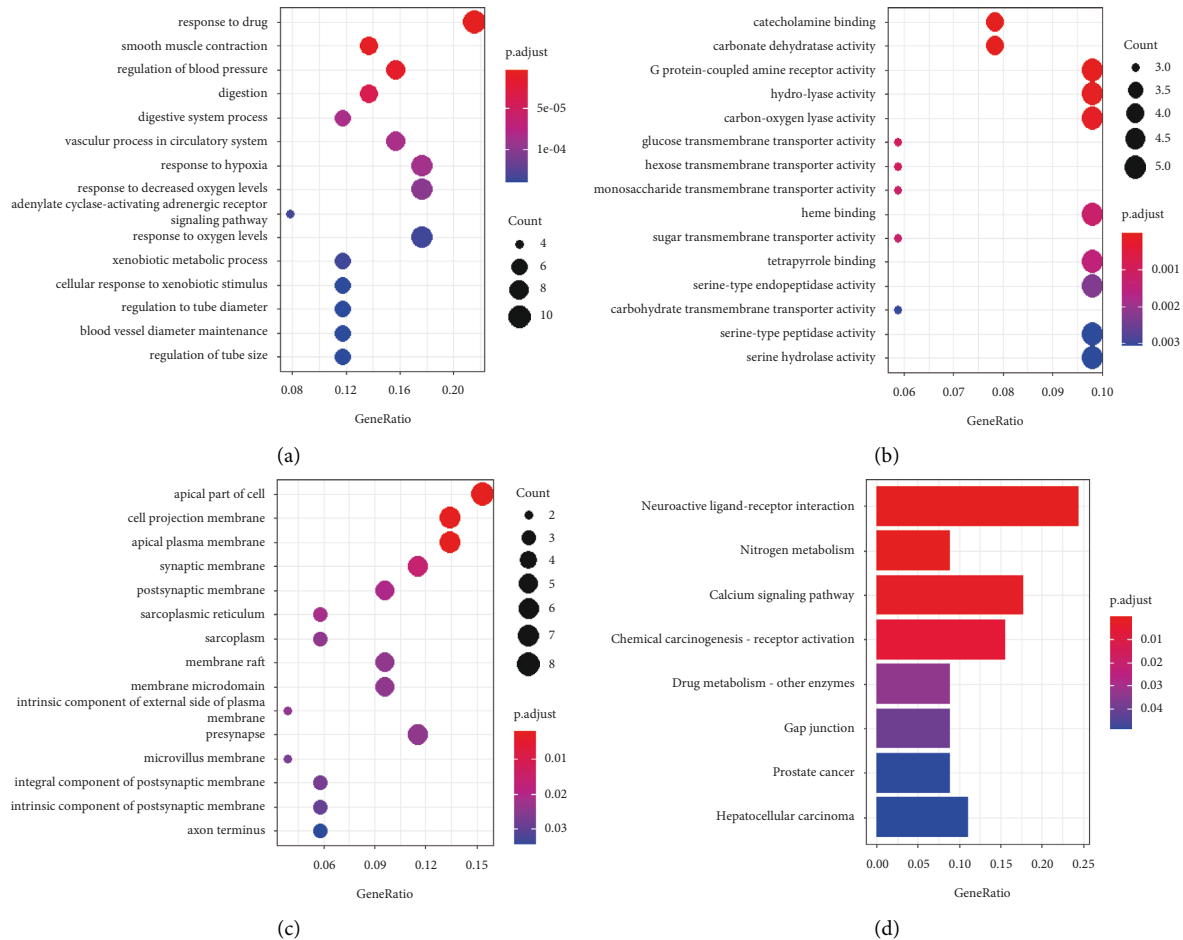 response to drug
smooth muscle contraction
regulation of blood pressure
digestion
digestive system process
vascular process in circulatory system
response to hypoxia
response to decreased oxygen levels
adenylate cyclase-activating adrenergic receptor
signaling pathway
response to oxygen levels
xenobiotic metabolic process
cellular response to xenobiotic stimulus
regulation to tube diameter
blood vessel diameter maintenance
regulation of tube size
0.08 0.12 0.16 0.20
GeneRatio
p.adjust
5e-05
1e-04
Count
4
6
8
10
(a)
catecholamine binding
carbonate dehydratase activity
G protein-coupled amine receptor activity
hydro-lyase activity
carbon-oxygen lyase activity
glucose transmembrane transporter activity
hexose transmembrane transporter activity
monosaccharide transmembrane transporter activity
heme binding
sugar transmembrane transporter activity
tetrapyrrole binding
serine-type endopeptidase activity
carbohydrate transmembrane transporter activity
serine-type peptidase activity
serine hydrolase activity
0.06 0.07 0.08 0.09 0.10
GeneRatio
Count
3.0
3.5
4.0
4.5
5.0
p.adjust
0.001
0.002
0.003
(b)
apical part of cell
cell projection membrane
apical plasma membrane
synaptic membrane
postsynaptic membrane
sarcoplasmic reticulum
sarcoplasm
membrane raft
membrane microdomain
intrinsic component of external side of plasma
membrane
presynapse
microvillus membrane
integral component of postsynaptic membrane
intrinsic component of postsynaptic membrane
axon terminus
0.06 0.09 0.12 0.15
GeneRatio
Count
2
3
4
5
6
7
8
p.adjust
0.01
0.02
0.03
(c)
Neuroactive ligand-receptor interaction
Nitrogen metabolism
Calcium signaling pathway
Chemical carcinogenesis - receptor activation
Drug metabolism - other enzymes
Gap junction
Prostate cancer
Hepatocellular carcinoma
0.00 0.05 0.10 0.15 0.20 0.25
GeneRatio
p.adjust
0.01
0.02
0.03
0.04
(d)